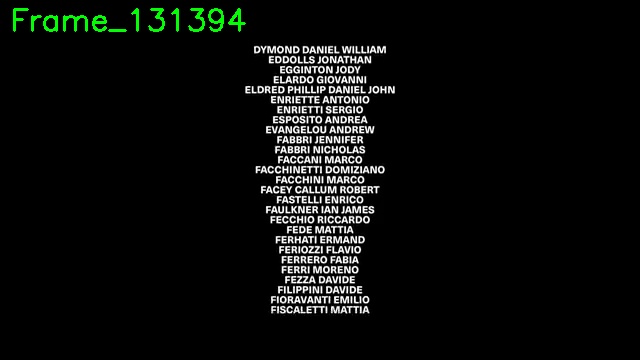 Frame_131394
DYMOND DANIEL WILLIAM
EDDOLLS JONATHAN
EGGINTON JODY
ELARDO GIOVANNI
ELDRED PHILLIP DANIEL JOHN
ENRIETTE ANTONIO
ENRIETTI SERGIO
ESPOSITO ANDREA
EVANGELOU ANDREW
FABBRI JENNIFER
FABBRI NICHOLAS
FACCANI MARCO
FACCHINETTI DOMIZIANO
FACCHINI MARCO
FACEY CALLUM ROBERT
FASTELLI ENRICO
FAULKNER IAN JAMES
FECCHIO RICCARDO
FEDE MATTIA
FERHATI ERMAND
FERIOZZI FLAVIO
FERRERO FABIA
FERRI MORENO
FEZZA DAVIDE
FILIPPINI DAVIDE
FIORAVANTI EMILIO
FISCALETTI MATTIA